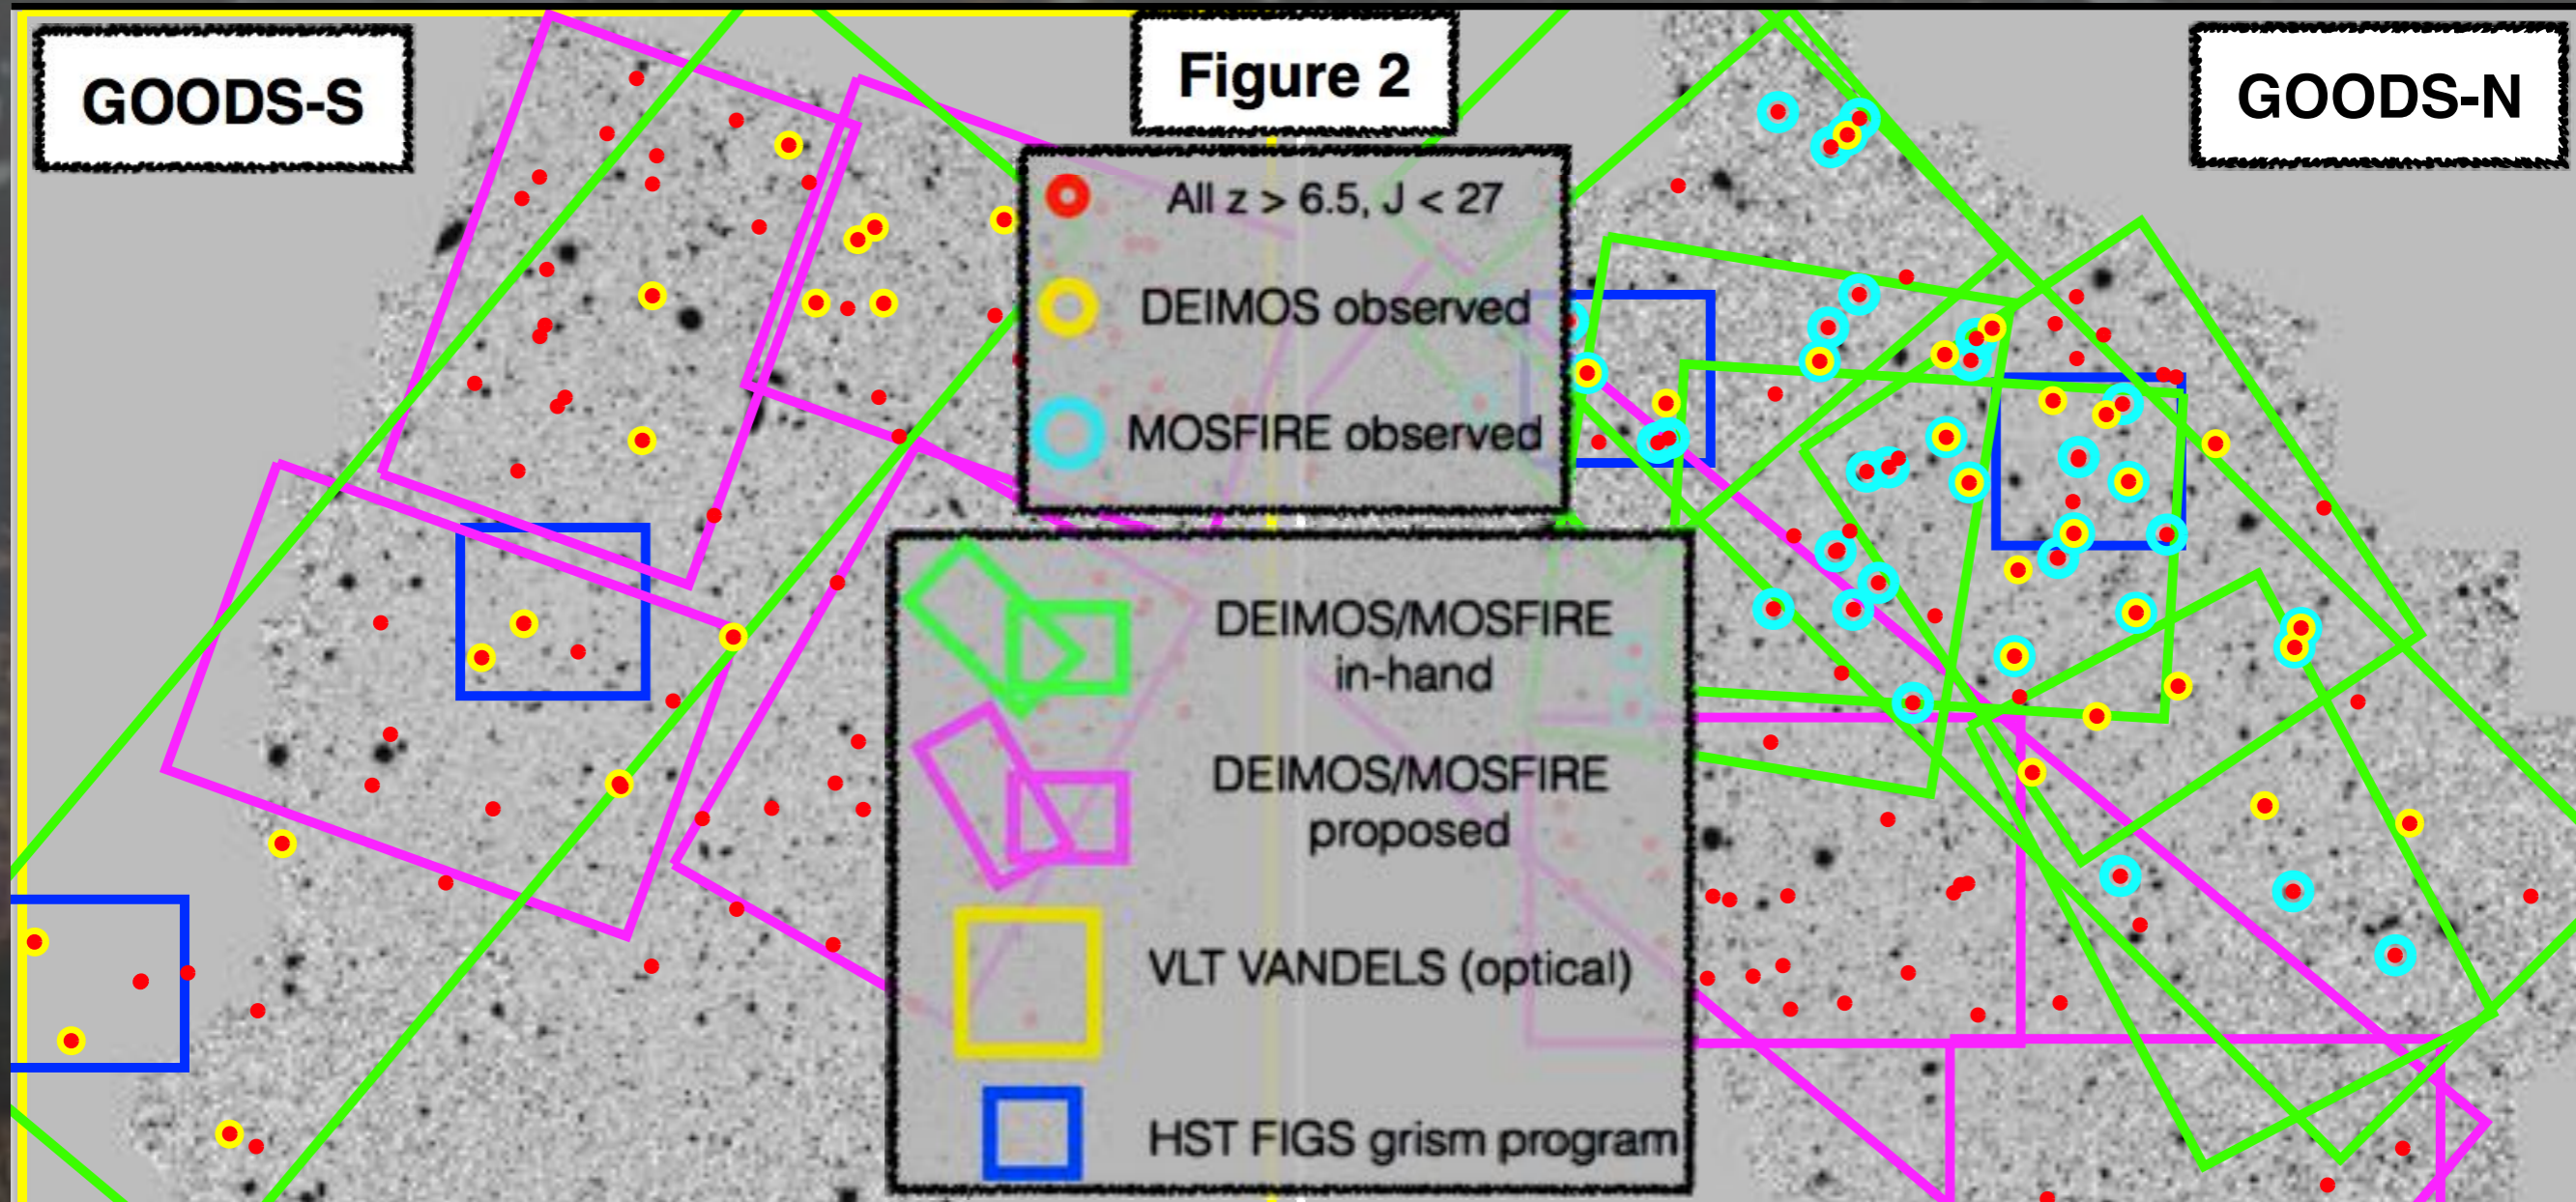 GOODS-S
Figure 2
GOODS-N
All z > 6.5, J < 27
DEIMOS observed
MOSFIRE observed
DEIMOS/MOSFIRE
in-hand
DEIMOS/MOSFIRE
proposed
VLT VANDELS (optical)
HST FIGS grism program